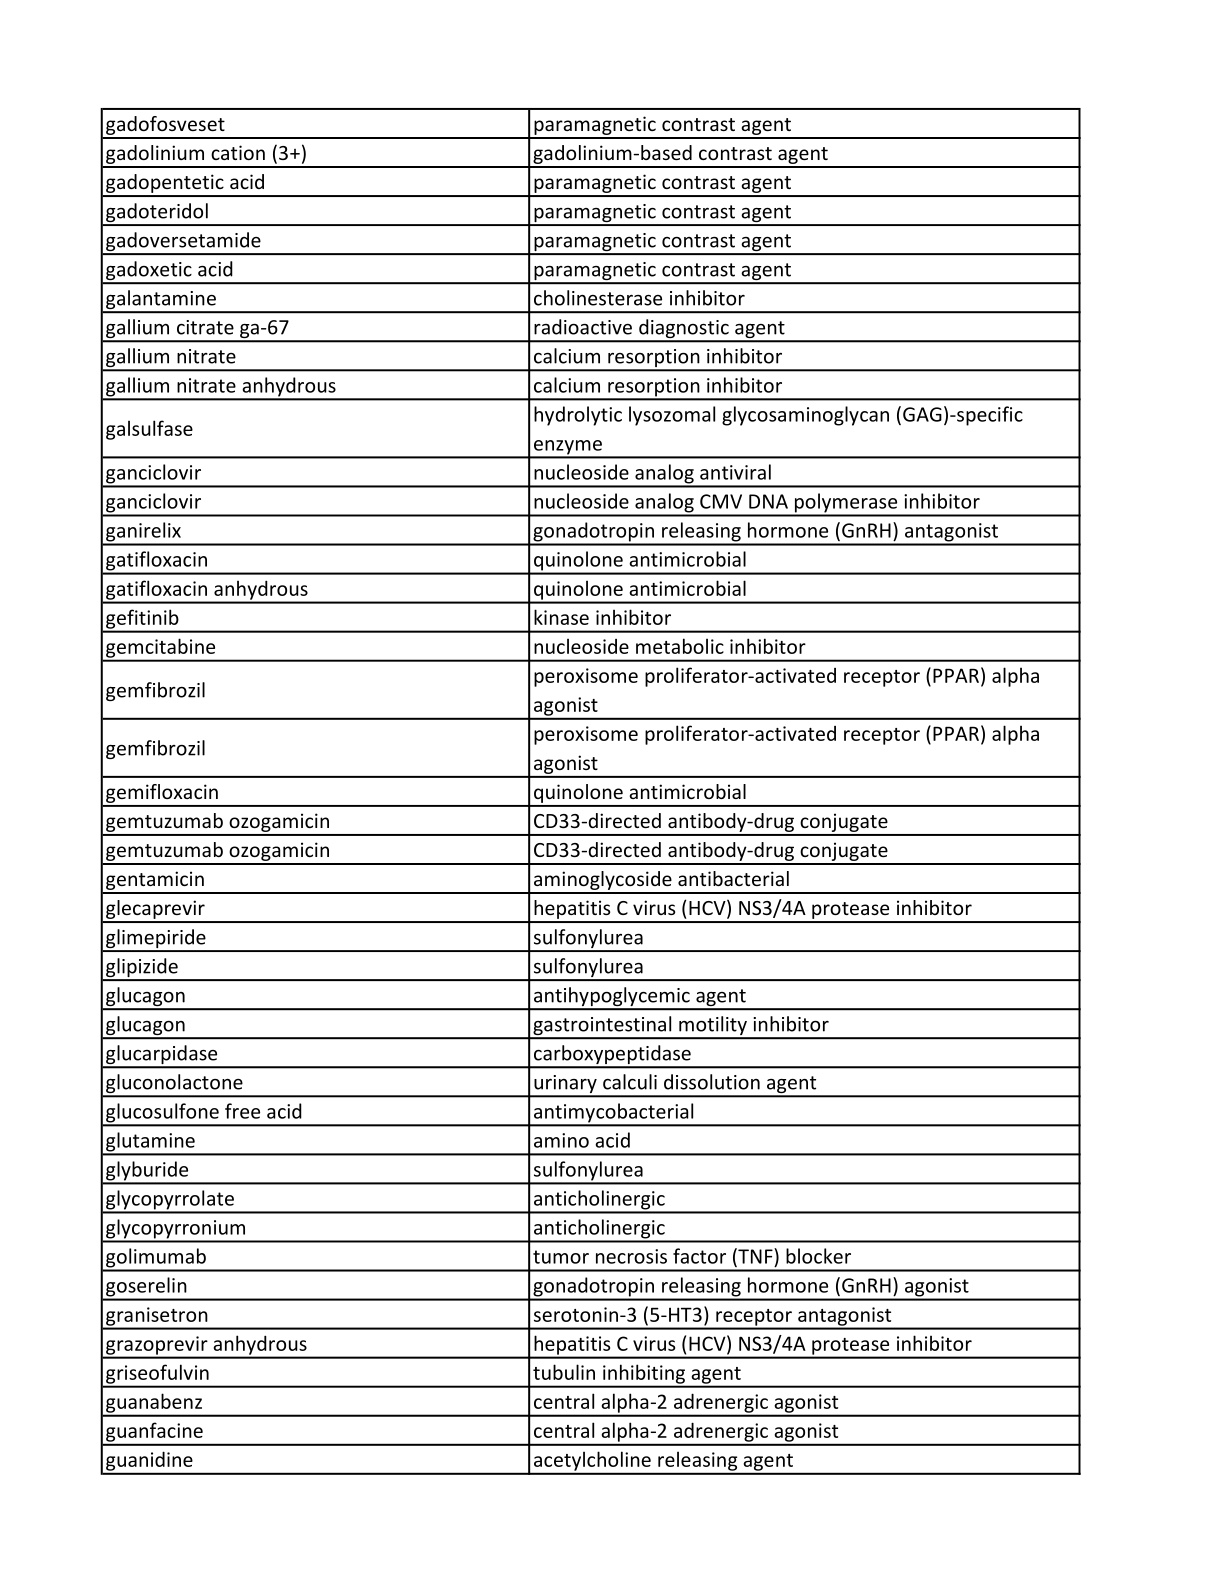 gadofosveset paramagnetic contrast agent
gadolinium cation (3+) gadolinium-based contrast agent
gadopentetic acid paramagnetic contrast agent
gadoteridol paramagnetic contrast agent
gadoversetamide paramagnetic contrast agent
gadoxetic acid paramagnetic contrast agent
galantamine cholinesterase inhibitor
gallium citrate ga-67 radioactive diagnostic agent
gallium nitrate calcium resorption inhibitor
gallium nitrate anhydrous calcium resorption inhibitor
galsulfase hydrolytic lysozomal glycosaminoglycan (GAG)-specific
enzyme
ganciclovir nucleoside analog antiviral
ganciclovir nucleoside analog CMV DNA polymerase inhibitor
ganirelix gonadotropin releasing hormone (GnRH) antagonist
gatifloxacin quinolone antimicrobial
gatifloxacin anhydrous quinolone antimicrobial
gefitinib kinase inhibitor
gemcitabine nucleoside metabolic inhibitor
gemfibrozil peroxisome proliferator-activated receptor (PPAR) alpha
agonist
gemfibrozil peroxisome proliferator-activated receptor (PPAR) alpha
agonist
gemifloxacin quinolone antimicrobial
gemtuzumab ozogamicin CD33-directed antibody-drug conjugate
gemtuzumab ozogamicin CD33-directed antibody-drug conjugate
gentamicin aminoglycoside antibacterial
glecaprevir hepatitis C virus (HCV) NS3/4A protease inhibitor
glimepiride sulfonylurea
glipizide sulfonylurea
glucagon antihypoglycemic agent
glucagon gastrointestinal motility inhibitor
glucarpidase carboxypeptidase
gluconolactone urinary calculi dissolution agent
glucosulfone free acid antimycobacterial
glutamine amino acid
glyburide sulfonylurea
glycopyrrolate anticholinergic
glycopyrronium anticholinergic
golimumab tumor necrosis factor (TNF) blocker
goserelin gonadotropin releasing hormone (GnRH) agonist
granisetron serotonin-3 (5-HT3) receptor antagonist
grazoprevir anhydrous hepatitis C virus (HCV) NS3/4A protease inhibitor
griseofulvin tubulin inhibiting agent
guanabenz central alpha-2 adrenergic agonist
guanfacine central alpha-2 adrenergic agonist
guanidine acetylcholine releasing agent